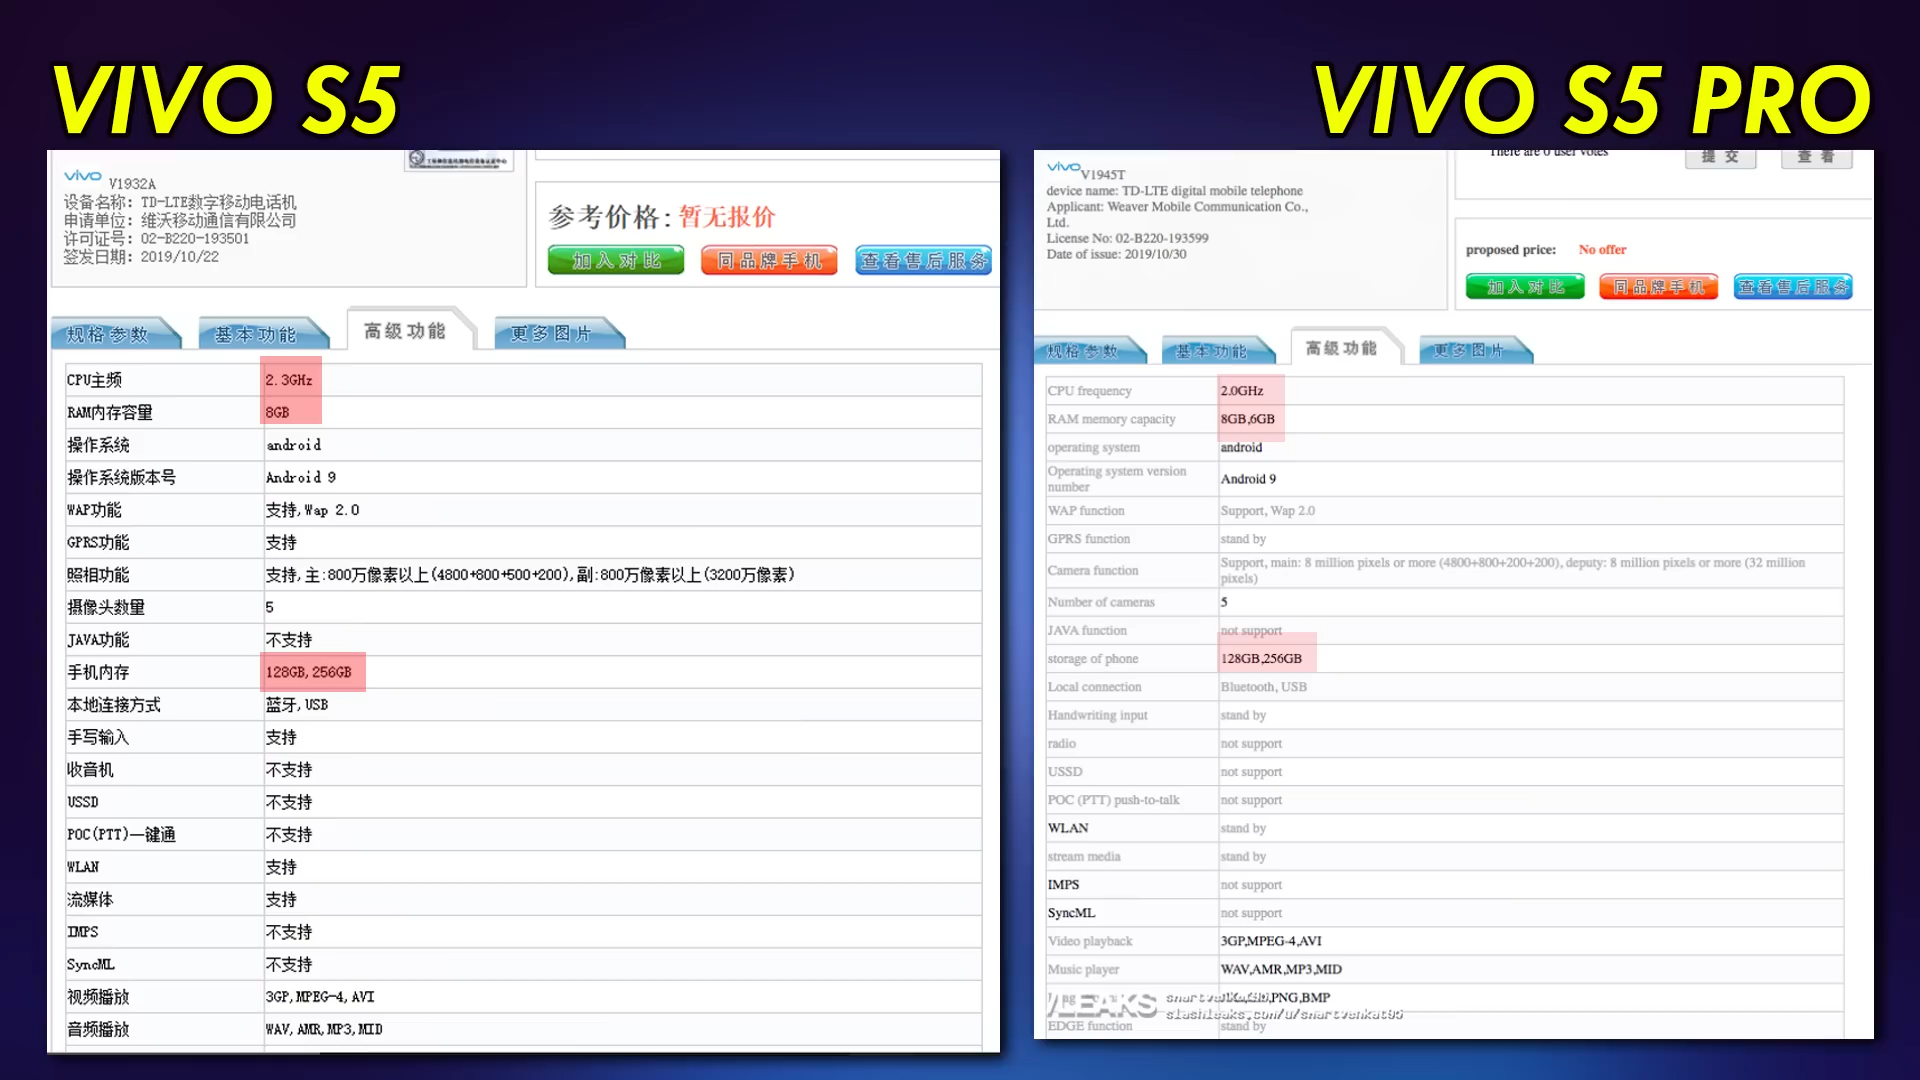 VIVO S5
VIVO S5 PRO
vivo V1932A
设备名称: TD-LTE数字移动电话机
申请单位: 维沃移动通信有限公司
许可证号: 02-B220-193501
签发日期: 2019/10/22
参考价格: 暂无报价
加入对比
同品牌手机
查看售后服务
规格参数
基本功能
高级功能
更多图片
CPU主频 2.3GHz
RAM内存容量 8GB
操作系统 android
操作系统版本号 Android 9
WAP功能 支持,Wap 2.0
GPRS功能 支持
照相功能 支持,主:800万像素以上(4800+800+500+200),副:800万像素以上(3200万像素)
摄像头数量 5
JAVA功能 不支持
手机内存 128GB,256GB
本地连接方式 蓝牙,USB
手写输入 支持
收音机 不支持
USSD 不支持
POC(PTT)一键通 不支持
WLAN 支持
流媒体 支持
IMPS 不支持
SyncML 不支持
视频播放 3GP,MPEG-4,AVI
音频播放 WAV,AMR,MP3,MID
There are 0 user votes
提 交
查 看
vivo V1945T
device name: TD-LTE digital mobile telephone
Applicant: Weaver Mobile Communication Co.,
Ltd.
License No: 02-B220-193599
Date of issue: 2019/10/30
proposed price: No offer
加入对比
同品牌手机
查看售后服务
规格参数
基本功能
高级功能
更多图片
CPU frequency 2.0GHz
RAM memory capacity 8GB,6GB
operating system android
Operating system version
number
Android 9
WAP function Support, Wap 2.0
GPRS function stand by
Camera function
Support, main: 8 million pixels or more (4800+800+200+200), deputy: 8 million pixels or more (32 million
pixels)
Number of cameras 5
JAVA function not support
storage of phone 128GB,256GB
Local connection Bluetooth, USB
Handwriting input stand by
radio not support
USSD not support
POC (PTT) push-to-talk not support
WLAN stand by
stream media stand by
IMPS not support
SyncML not support
Video playback 3GP,MPEG-4,AVI
Music player WAV,AMR,MP3,MID
PNG,BMP
/LEAKS
slashleaks.com/u/smartvenkat95
EDGE function stand by